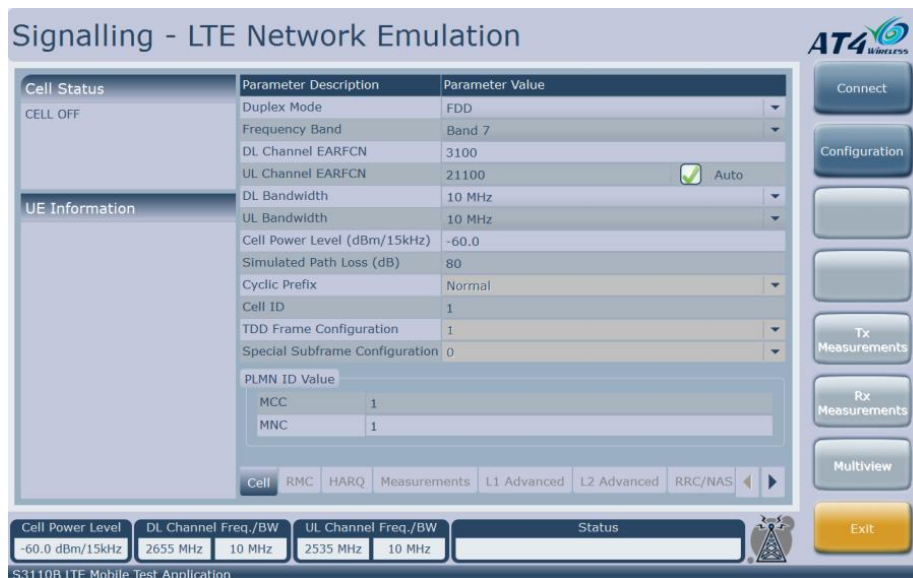 Signalling - LTE Network Emulation
AT4 WIRELESS
Cell Status
CELL OFF
UE Information
Parameter Description Parameter Value
Duplex Mode FDD
Frequency Band Band 7
DL Channel EARFCN 3100
UL Channel EARFCN 21100 Auto
DL Bandwidth 10 MHz
UL Bandwidth 10 MHz
Cell Power Level (dBm/15kHz) -60.0
Simulated Path Loss (dB) 80
Cyclic Prefix Normal
Cell ID 1
TDD Frame Configuration 1
Special Subframe Configuration 0
PLMN ID Value
MCC 1
MNC 1
Cell RMC HARQ Measurements L1 Advanced L2 Advanced RRC/NAS
Connect
Configuration
Tx Measurements
Rx Measurements
Multiview
Exit
Cell Power Level DL Channel Freq./BW UL Channel Freq./BW Status
-60.0 dBm/15kHz 2655 MHz 10 MHz 2535 MHz 10 MHz
S3110B LTE Mobile Test Application